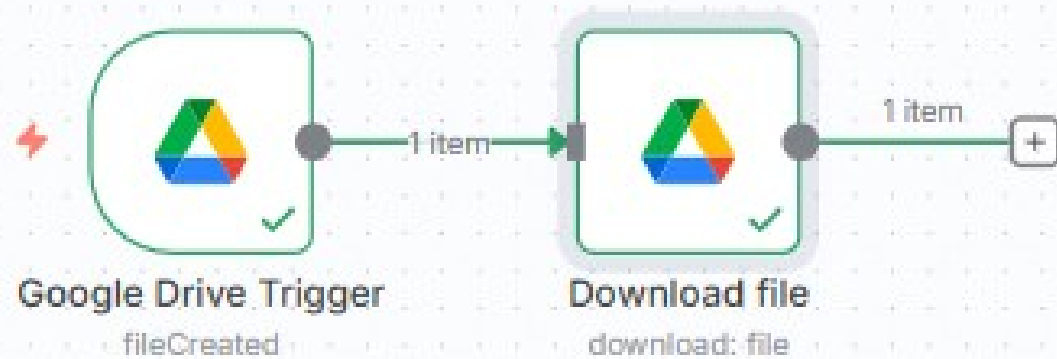 1 item
1 item
Google Drive Trigger
Download file
fileCreated
download: file